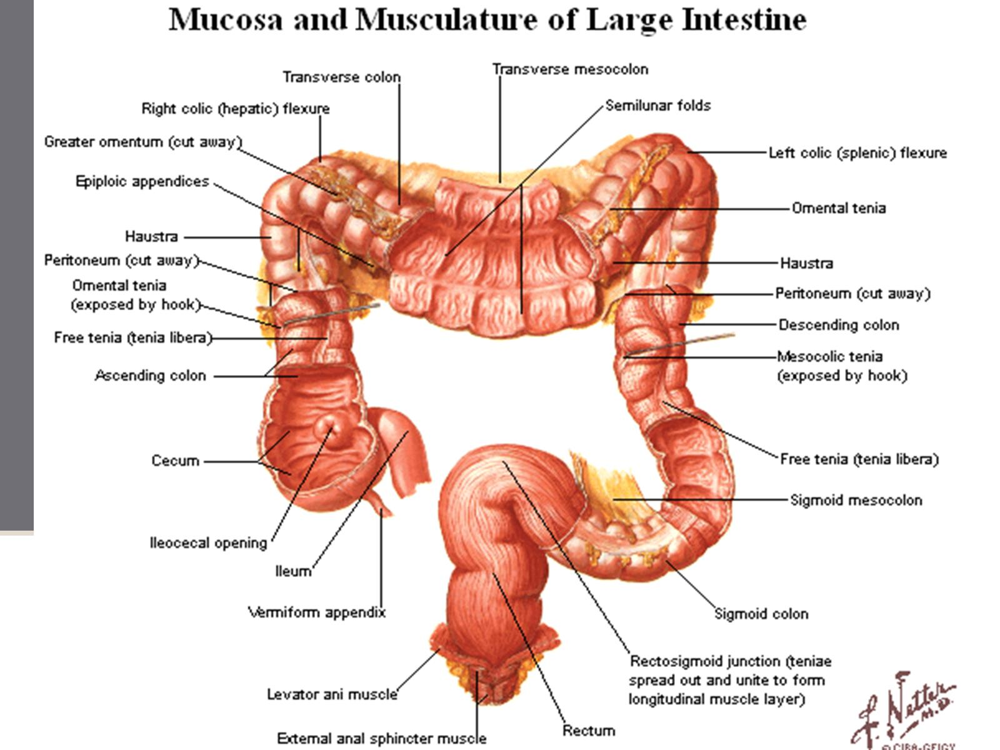 Mucosa and Musculature of Large Intestine
Transverse colon
Transverse mesocolon
Right colic (hepatic) flexure
Semilunar folds
Greater omentum (cut away)
Left colic (splenic) flexure
Epiploic appendices
Omental tenia
Haustra
Haustra
Peritoneum (cut away)
Omental tenia
(exposed by hook)
Peritoneum (cut away)
Free tenia (tenia libera)
Descending colon
Ascending colon
Mesocolic tenia
(exposed by hook)
Cecum
Free tenia (tenia libera)
Sigmoid mesocolon
Ileocecal opening
Ileum
Vermiform appendix
Sigmoid colon
Rectosigmoid junction (teniae
spread out and unite to form
longitudinal muscle layer)
Levator ani muscle
Rectum
External anal sphincter muscle
F. Netter
M.D.
© CIBA-GEIGY